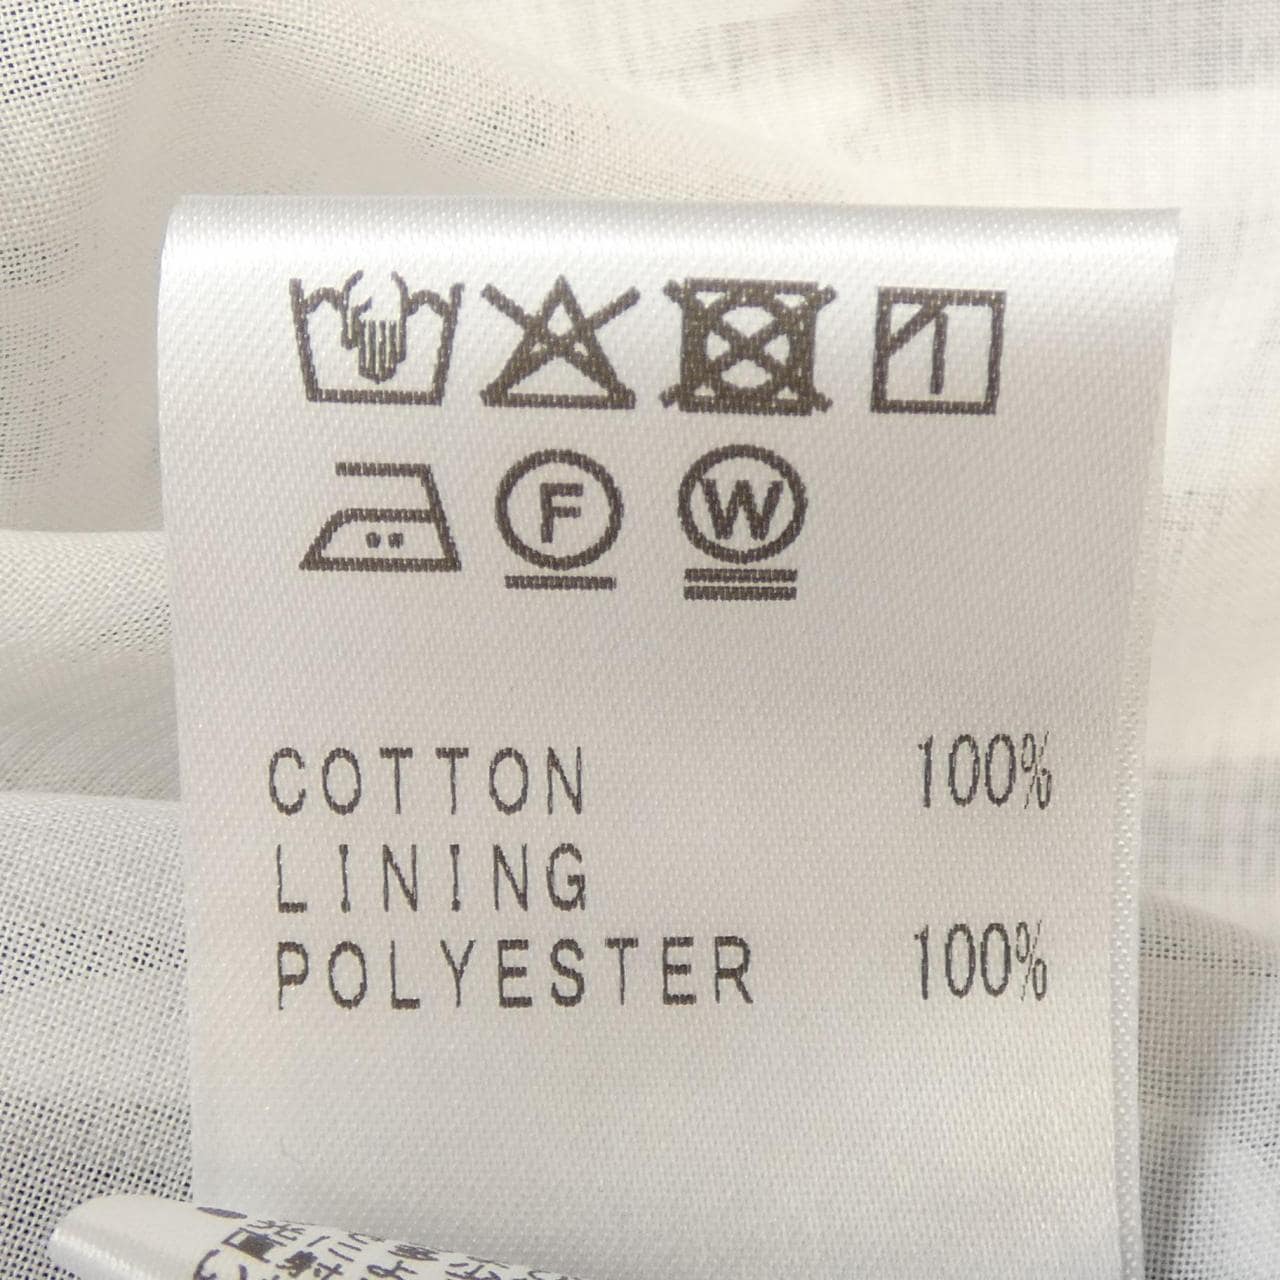 F W
COTTON 100%
LINING
POLYESTER 100%